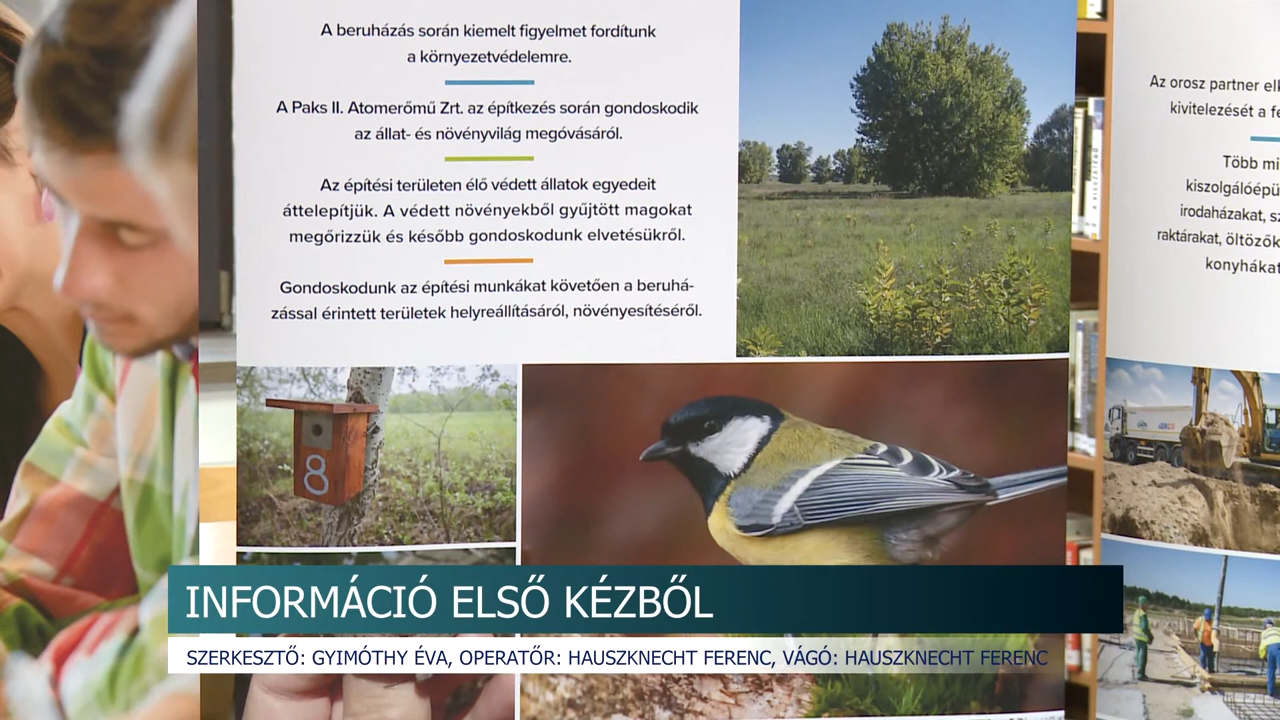 A beruházás során kiemelt figyelmet fordítunk
a környezetvédelemre.
A Paks II. Atomerőmű Zrt. az építkezés során gondoskodik
az állat- és növényvilág megóvásáról.
Az építési területen élő védett állatok egyedeit
áttelepítjük. A védett növényekből gyűjtött magokat
megőrizzük és később gondoskodunk elvetésükről.
Gondoskodunk az építési munkákat követően a beruhá-
zással érintett területek helyreállításáról, növényesítéséről.
Az orosz partner
kivitelezését a
Több
irodaházakat,
raktárakat,
8
INFORMÁCIÓ ELSŐ KÉZBŐL
SZERKESZTŐ: GYIMÓTHY ÉVA, OPERATŐR: HAUSZKNECHT FERENC, VÁGÓ: HAUSZKNECHT FERENC